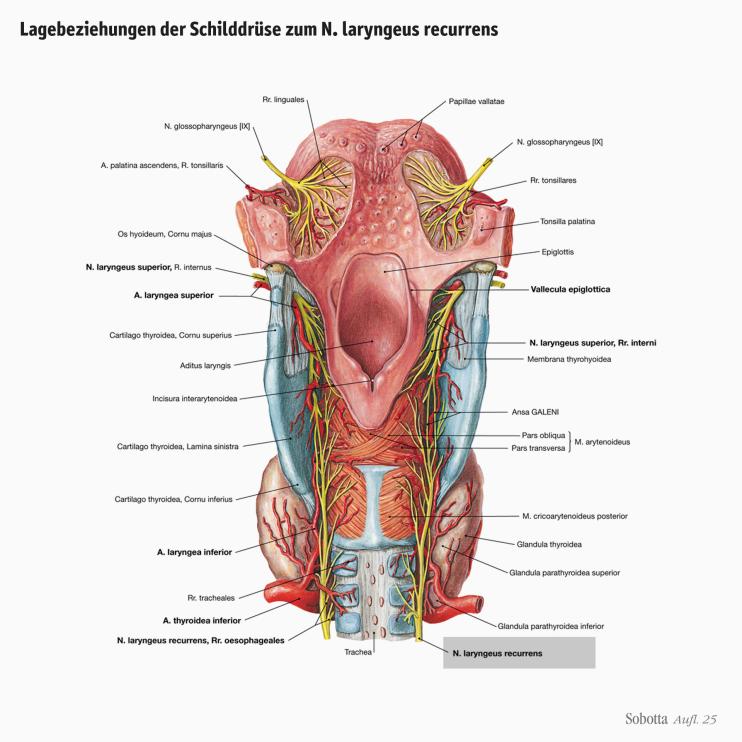 Lagebeziehungen der Schilddrüse zum N. laryngeus recurrens
Rr. linguales
Papillae vallatae
N. glossopharyngeus [IX]
N. glossopharyngeus [IX]
A. palatina ascendens, R. tonsillaris
Rr. tonsillares
Tonsilla palatina
Os hyoideum, Cornu majus
Epiglottis
N. laryngeus superior, R. internus
Vallecula epiglottica
A. laryngea superior
Cartilago thyroidea, Cornu superius
N. laryngeus superior, Rr. interni
Membrana thyrohyoidea
Aditus laryngis
Incisura interarytenoidea
Ansa GALENI
Pars obliqua
M. arytenoideus
Pars transversa
Cartilago thyroidea, Lamina sinistra
Cartilago thyroidea, Cornu inferius
M. cricoarytenoideus posterior
Glandula thyroidea
A. laryngea inferior
Glandula parathyroidea superior
Rr. tracheales
A. thyroidea inferior
Glandula parathyroidea inferior
N. laryngeus recurrens, Rr. oesophageales
Trachea
N. laryngeus recurrens
Sobotta Aufl. 25